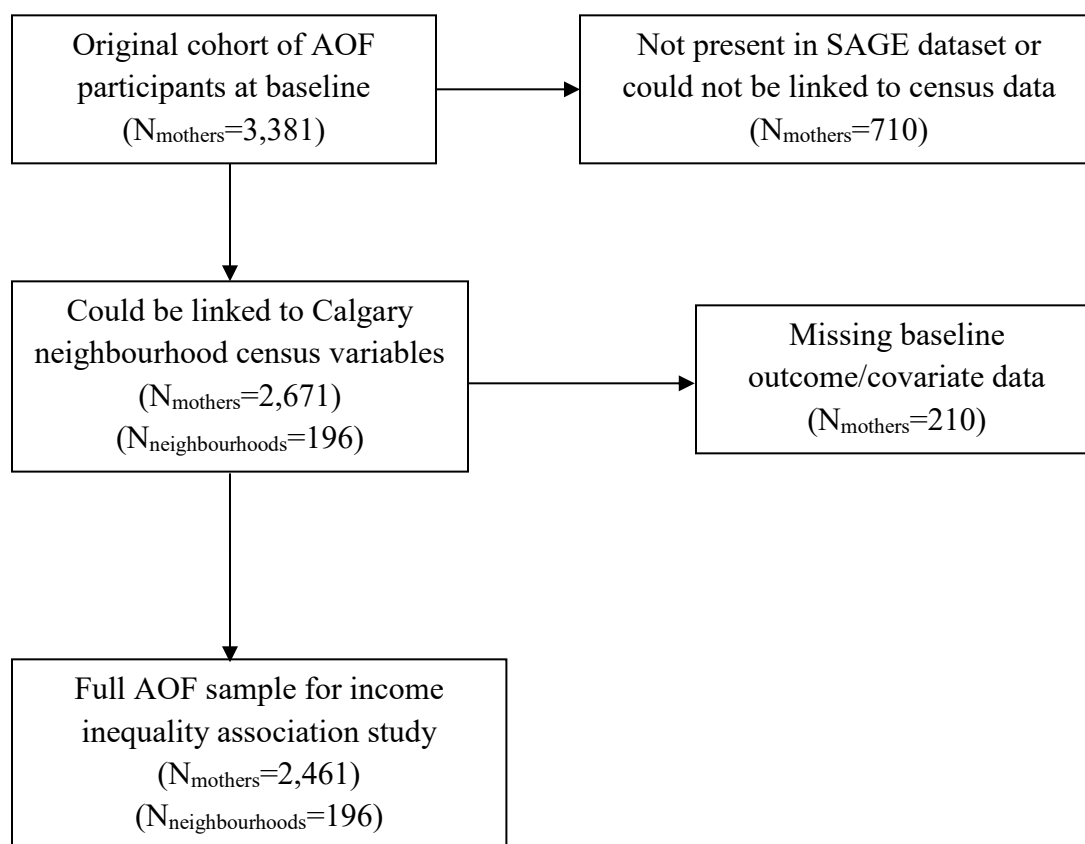 Original cohort of AOF
participants at baseline
(Nmothers=3,381)
Not present in SAGE dataset or
could not be linked to census data
(Nmothers=710)
Could be linked to Calgary
neighbourhood census variables
(Nmothers=2,671)
(Nneighbourhoods=196)
Missing baseline
outcome/covariate data
(Nmothers=210)
Full AOF sample for income
inequality association study
(Nmothers=2,461)
(Nneighbourhoods=196)